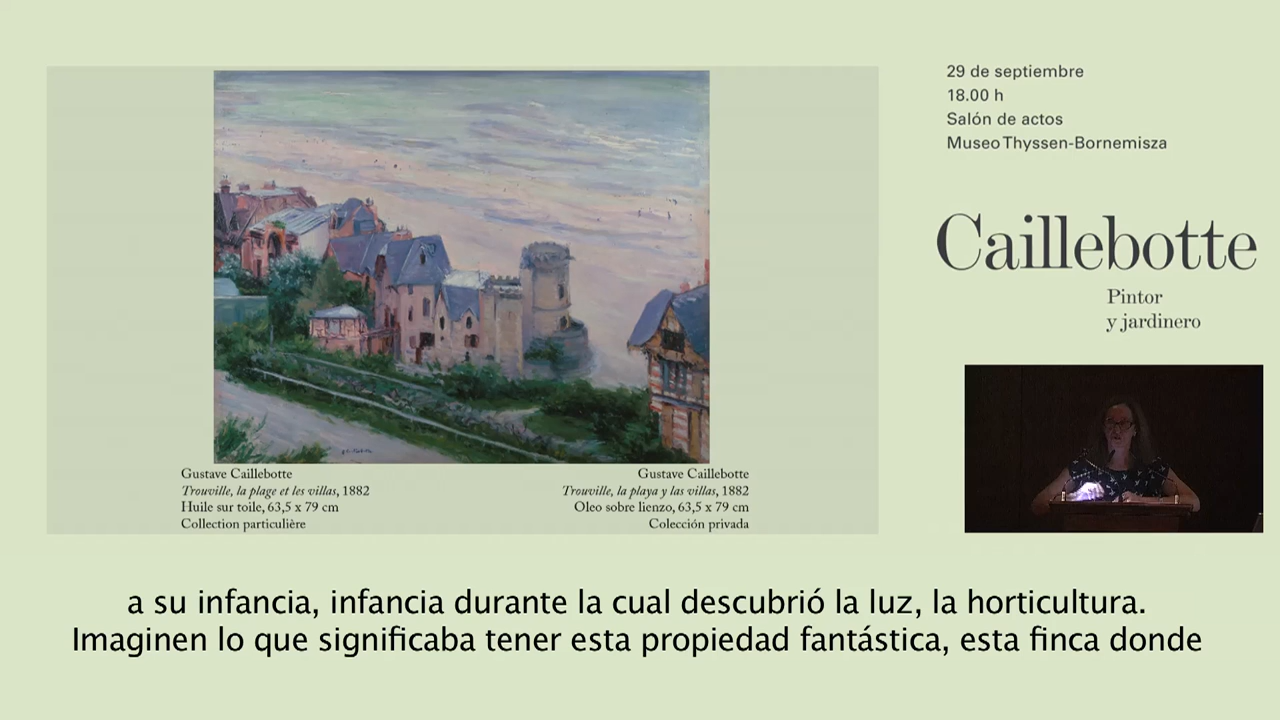 29 de septiembre
18.00 h
Salón de actos
Museo Thyssen-Bornemisza
Caillebotte
Pintor
y jardinero
Gustave Caillebotte
Trouville, la plage et les villas, 1882
Huile sur toile, 63,5 x 79 cm
Collection particulière
Gustave Caillebotte
Trouville, la playa y las villas, 1882
Oleo sobre lienzo, 63,5 x 79 cm
Colección privada
a su infancia, infancia durante la cual descubrió la luz, la horticultura.
Imaginen lo que significaba tener esta propiedad fantástica, esta finca donde